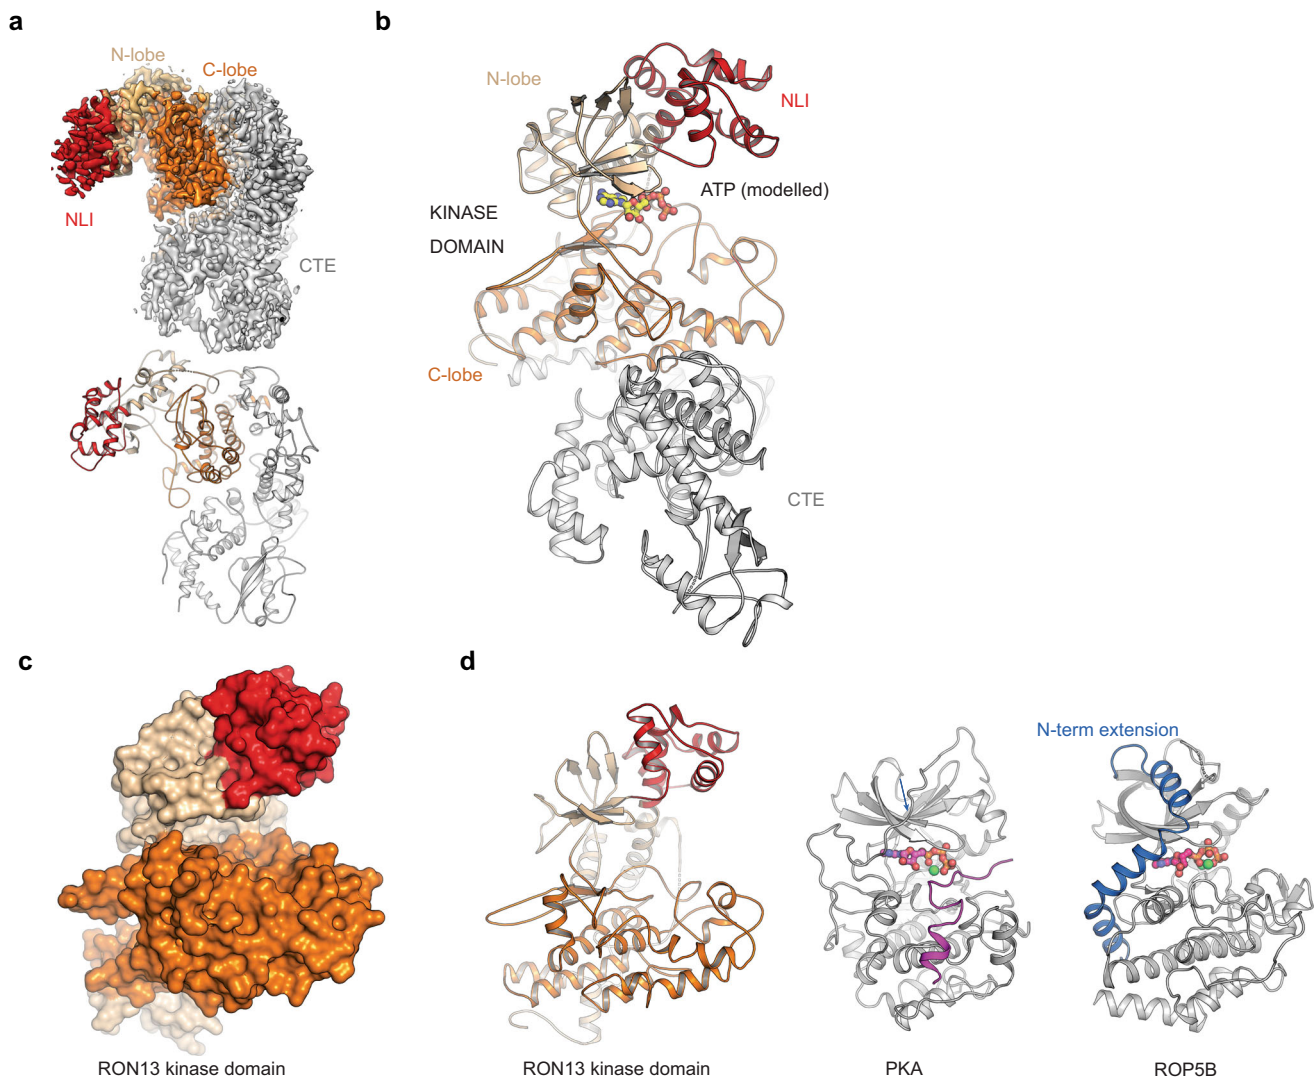 a
N-lobe
C-lobe
NLI
CTE
b
N-lobe
NLI
ATP (modelled)
KINASE
DOMAIN
C-lobe
CTE
c
RON13 kinase domain
d
N-term extension
RON13 kinase domain
PKA
ROP5B